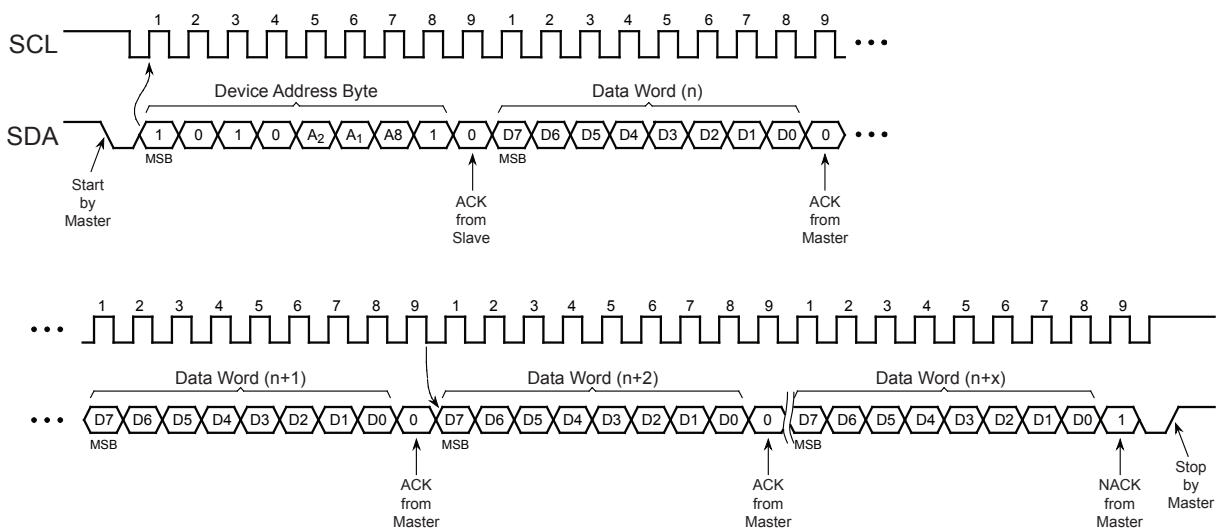 1 2 3 4 5 6 7 8 9 1 2 3 4 5 6 7 8 9
SCL
Device Address Byte
Data Word (n)
SDA
1 0 1 0 A2 A1 A8 1 0 D7 D6 D5 D4 D3 D2 D1 D0 0
MSB
MSB
Start
by
Master
ACK
from
Slave
ACK
from
Master
1 2 3 4 5 6 7 8 9 1 2 3 4 5 6 7 8 9 1 2 3 4 5 6 7 8 9
Data Word (n+1)
Data Word (n+2)
Data Word (n+x)
D7 D6 D5 D4 D3 D2 D1 D0 0 D7 D6 D5 D4 D3 D2 D1 D0 0 D7 D6 D5 D4 D3 D2 D1 D0 1
MSB
MSB
MSB
ACK
from
Master
ACK
from
Master
NACK
from
Master
Stop
by
Master